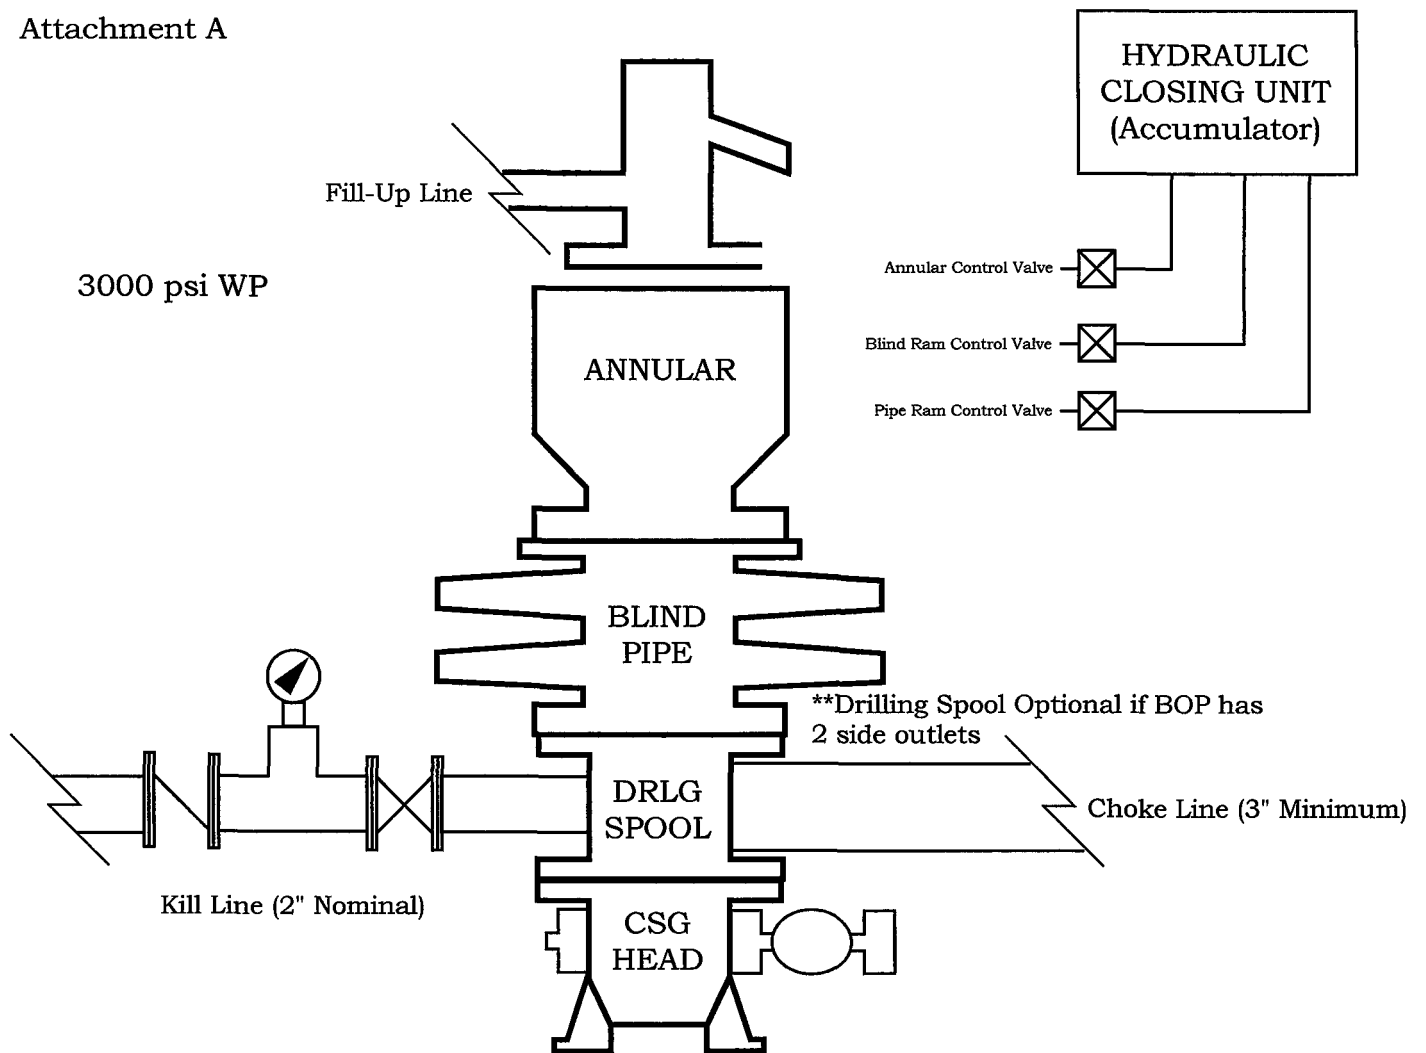 Attachment A
HYDRAULIC
CLOSING UNIT
(Accumulator)
Fill-Up Line
3000 psi WP
Annular Control Valve
Blind Ram Control Valve
Pipe Ram Control Valve
ANNULAR
BLIND
PIPE
**Drilling Spool Optional if BOP has
2 side outlets
DRLG
SPOOL
Choke Line (3" Minimum)
Kill Line (2" Nominal)
CSG
HEAD